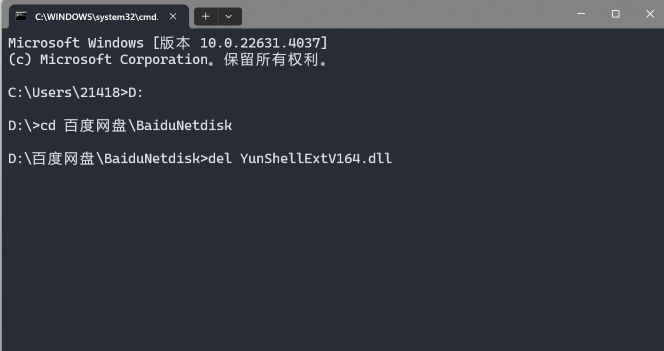 C:\WINDOWS\system32\cmd.
Microsoft Windows [版本 10.0.22631.4037]
(c) Microsoft Corporation。保留所有权利。
C:\Users\21418>D:
D:\>cd 百度网盘\BaiduNetdisk
D:\百度网盘\BaiduNetdisk>del YunShellExtV164.dll